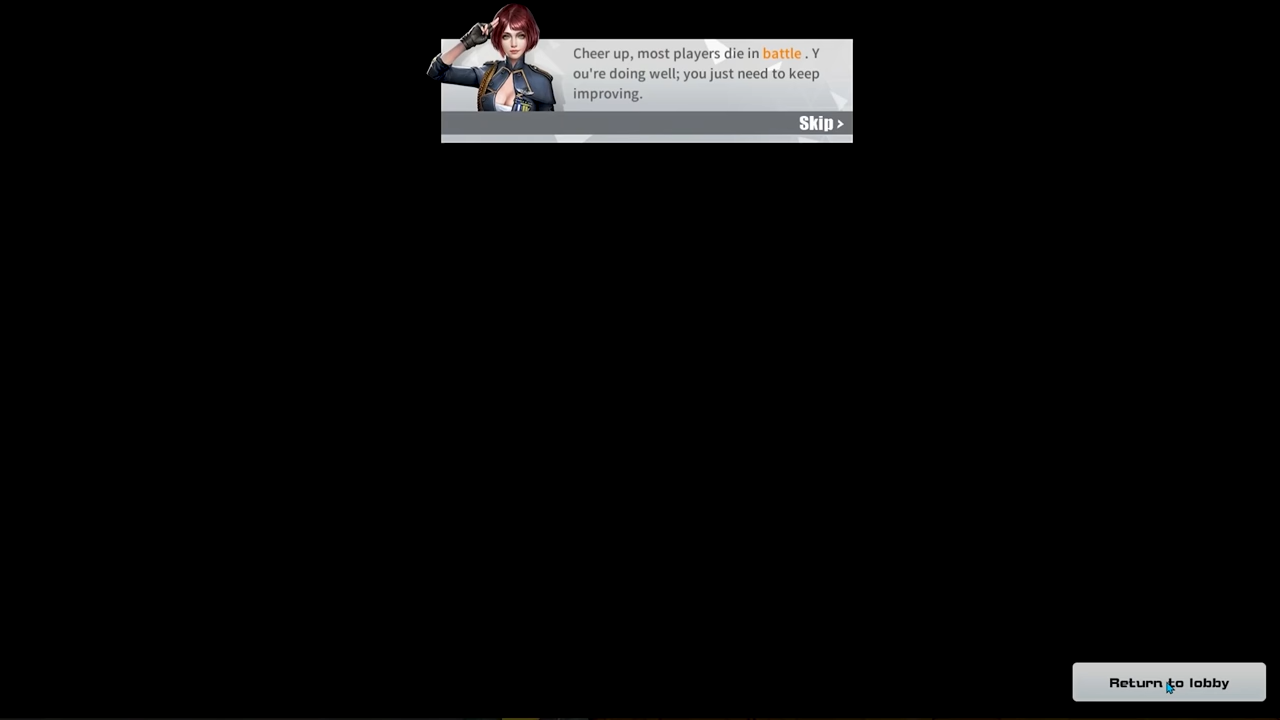 Cheer up, most players die in battle . Y
ou're doing well; you just need to keep
improving.
Skip >
Return to lobby